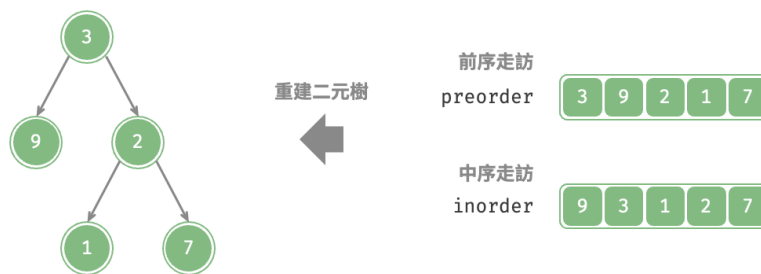 3
9
2
1
7
重建二元樹
前序走訪
preorder 3 9 2 1 7
中序走訪
inorder 9 3 1 2 7